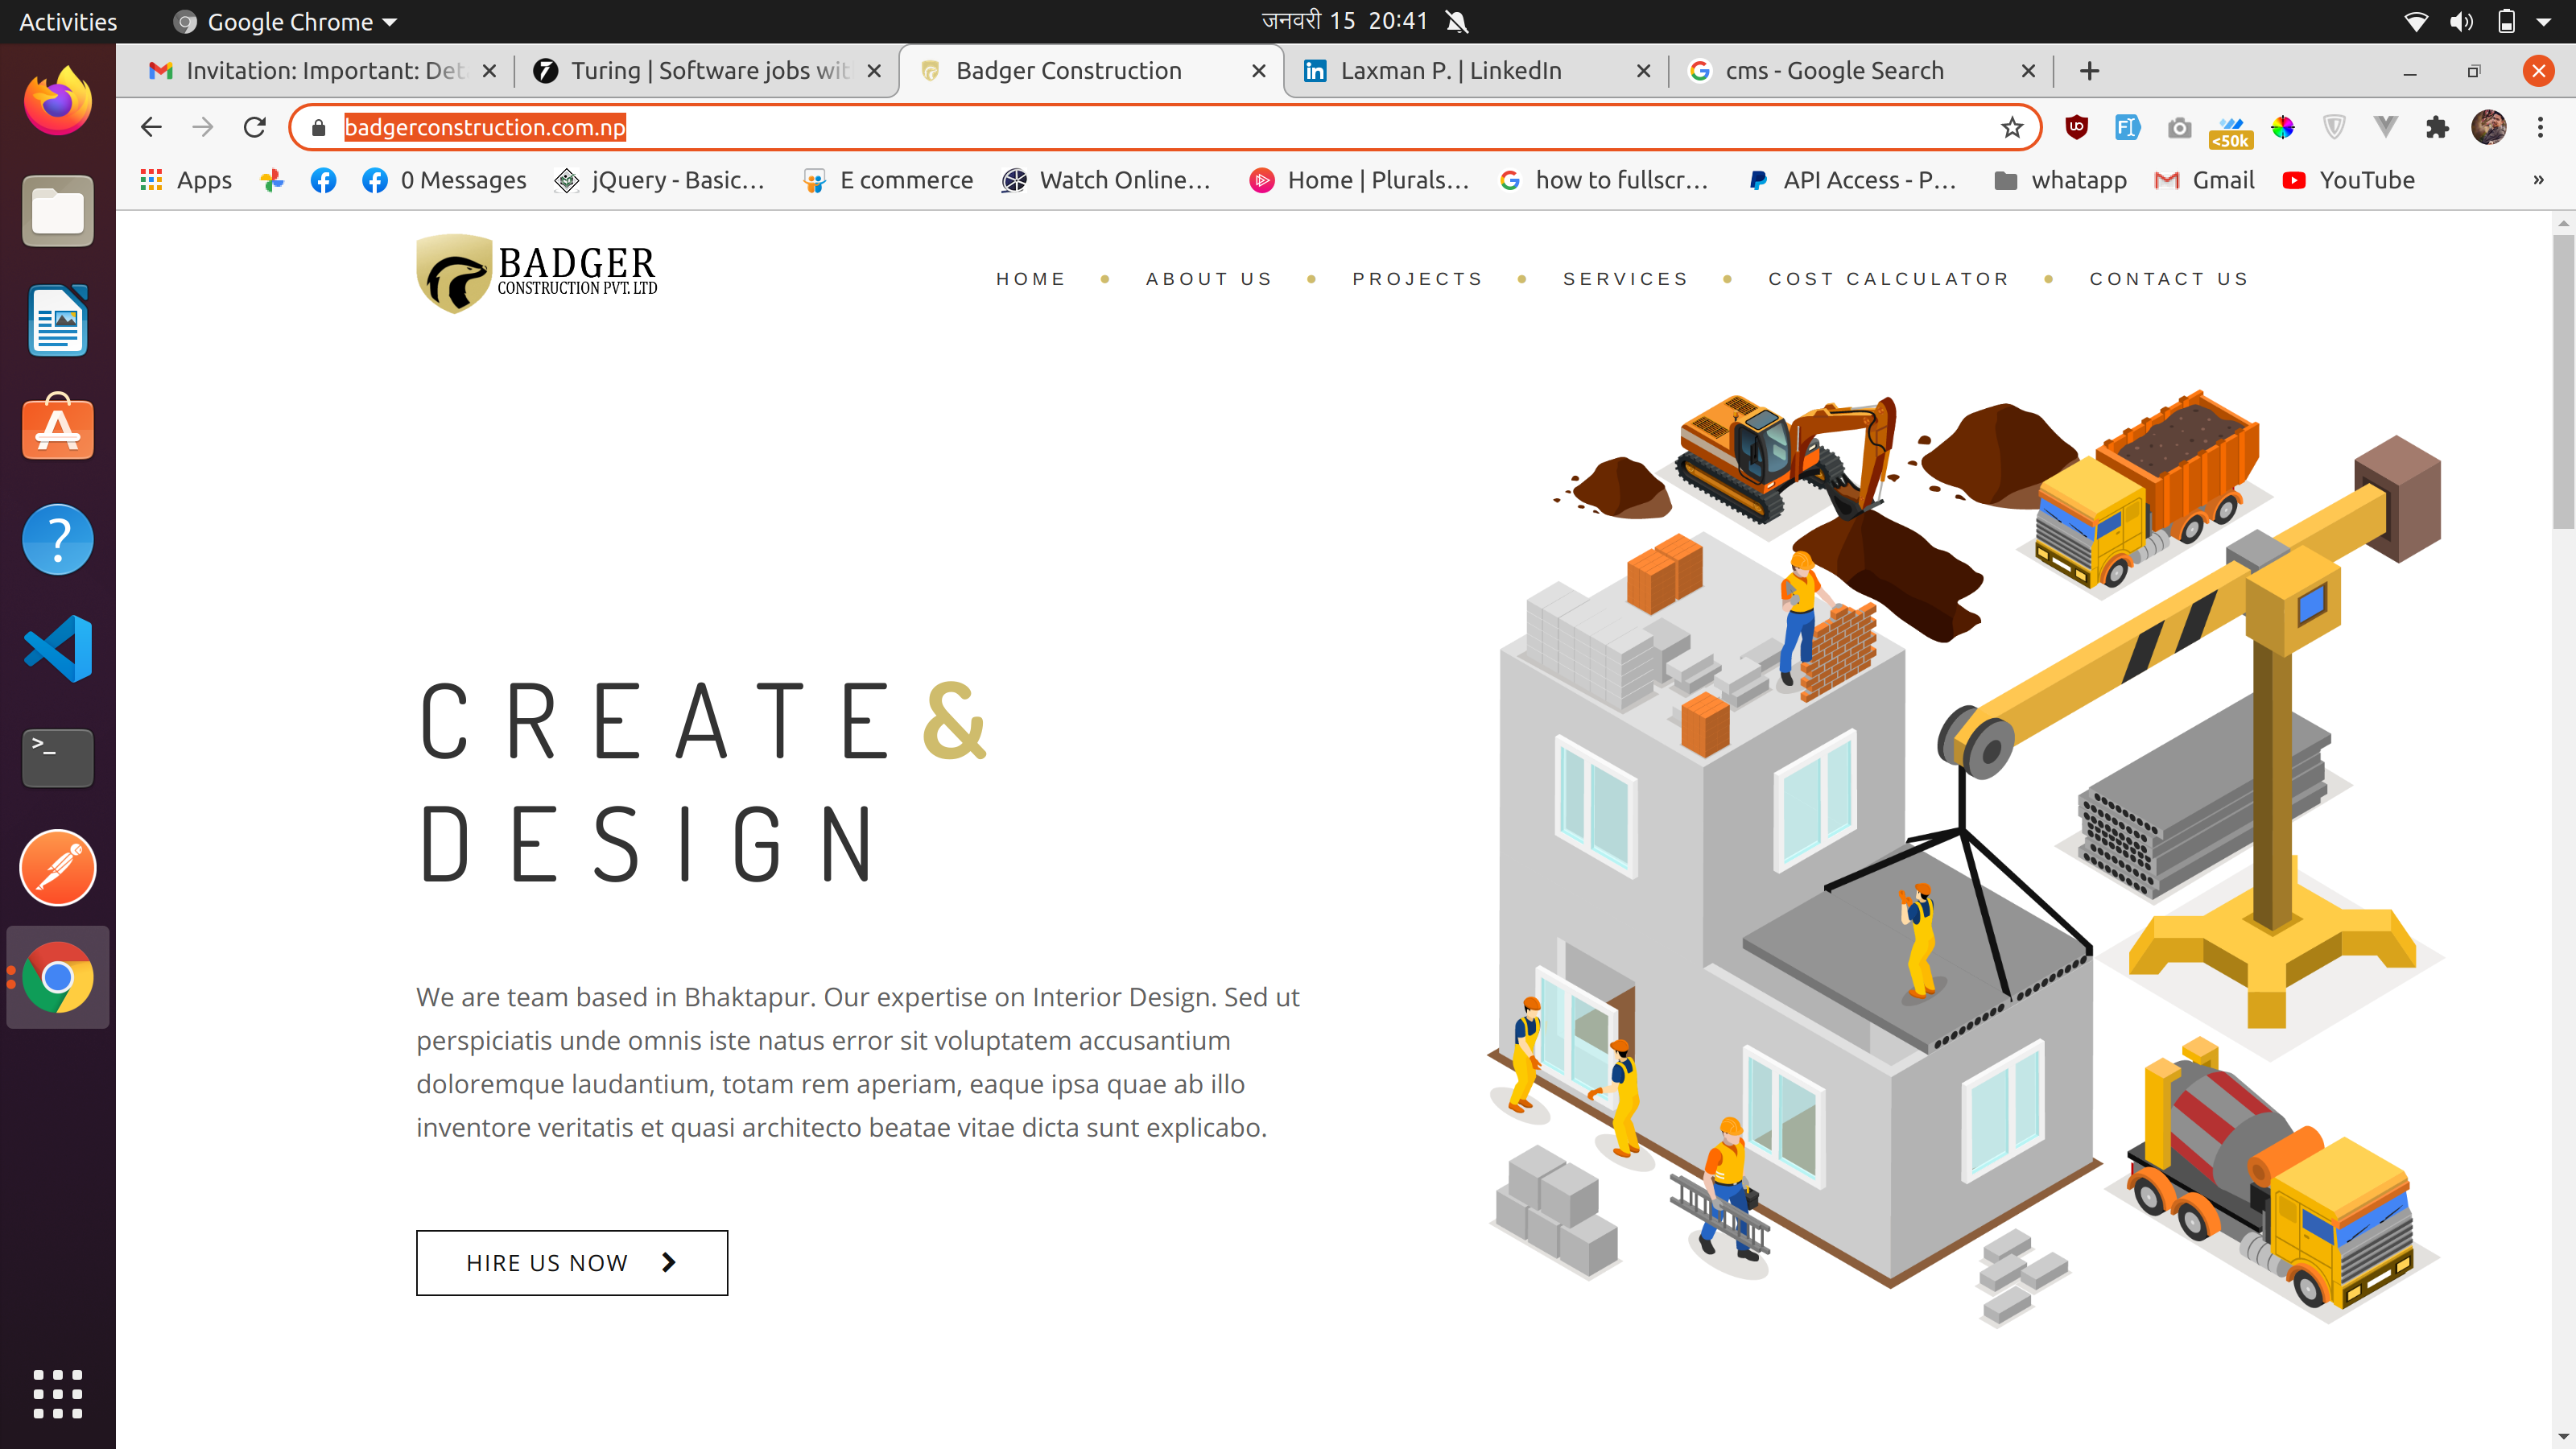 Activities
Google Chrome
जनवरी 15 20:41
Invitation: Important: Det
Turing | Software jobs wit
Badger Construction
Laxman P. | LinkedIn
cms - Google Search
badgerconstruction.com.np
<50k
Apps
0 Messages
jQuery - Basic...
E commerce
Watch Online...
Home | Plurals...
how to fullscr...
API Access - P...
whatapp
Gmail
YouTube
»
BADGER
CONSTRUCTION PVT. LTD
HOME
ABOUT US
PROJECTS
SERVICES
COST CALCULATOR
CONTACT US
CREATE &
DESIGN
We are team based in Bhaktapur. Our expertise on Interior Design. Sed ut
perspiciatis unde omnis iste natus error sit voluptatem accusantium
doloremque laudantium, totam rem aperiam, eaque ipsa quae ab illo
inventore veritatis et quasi architecto beatae vitae dicta sunt explicabo.
HIRE US NOW